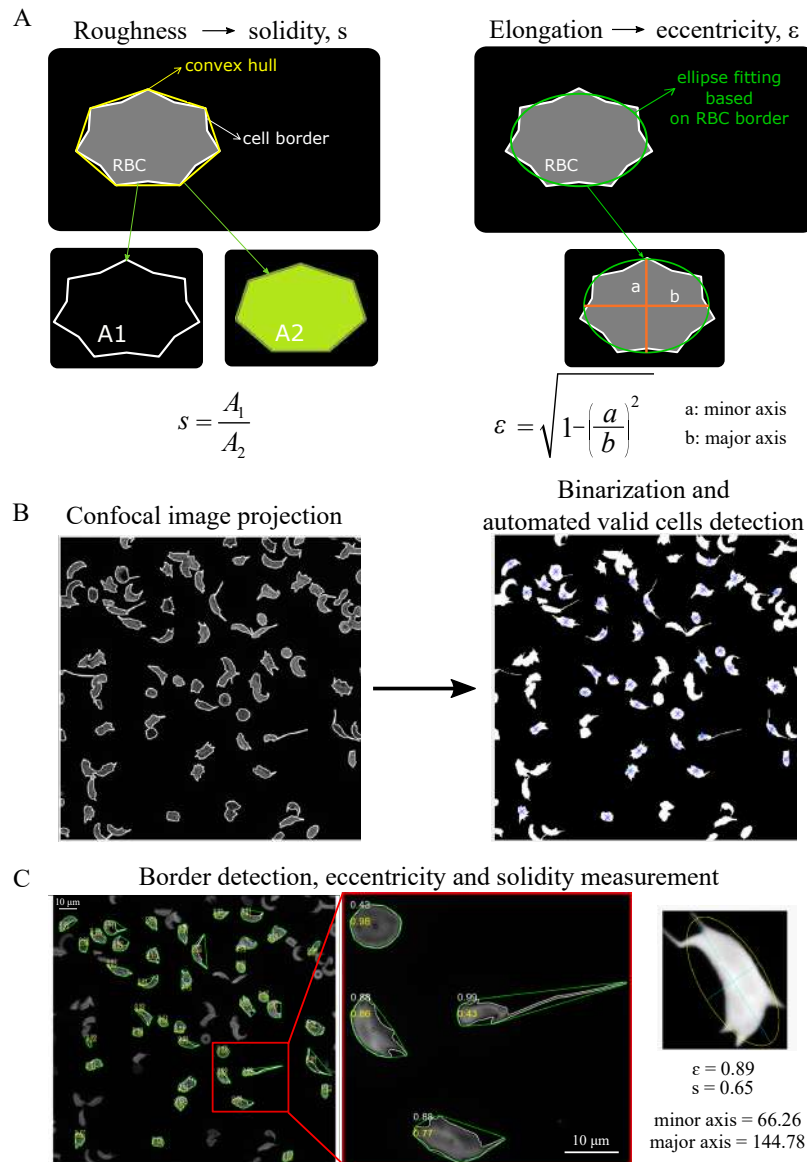 A
Roughness → solidity, s
convex hull
cell border
RBC
A1
A2
s = A₁ / A₂
Elongation → eccentricity, ε
ellipse fitting
based
on RBC border
RBC
a
b
ε = √(1−(a/b)²)
a: minor axis
b: major axis
B
Confocal image projection
Binarization and
automated valid cells detection
C
Border detection, eccentricity and solidity measurement
10 μm
0.43
0.98
0.88
0.86
0.99
0.43
0.88
0.77
10 μm
ε = 0.89
s = 0.65
minor axis = 66.26
major axis = 144.78